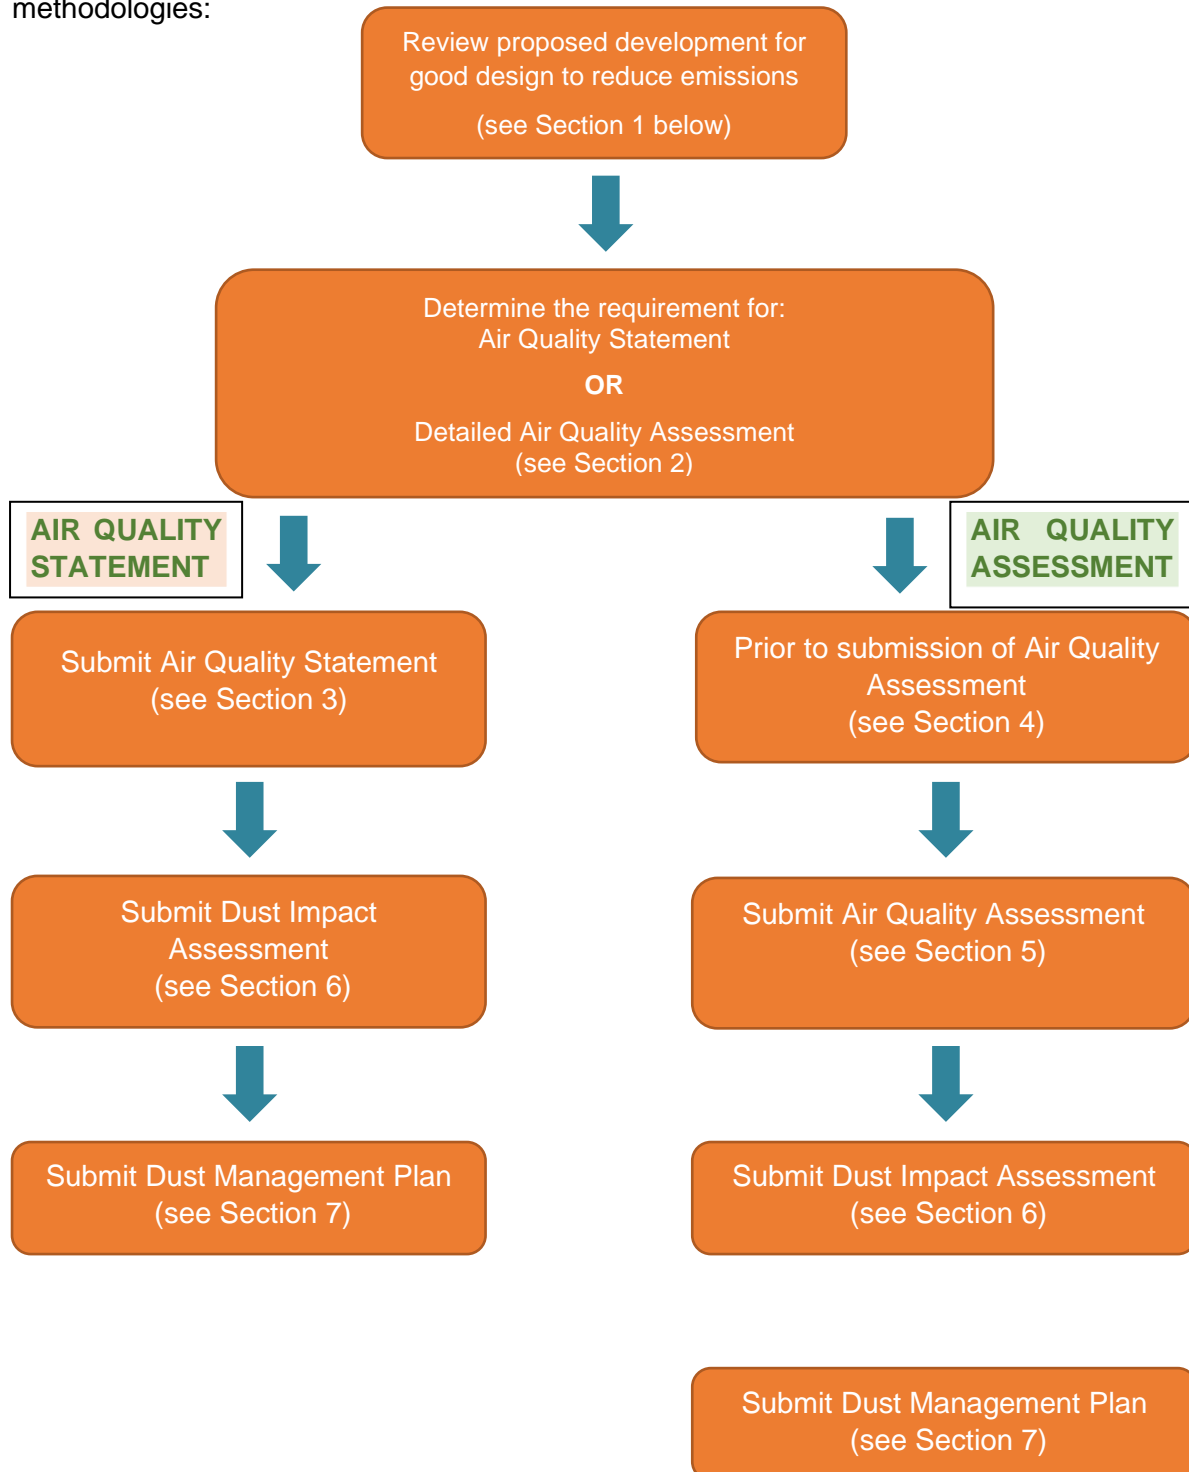 methodologies:
Review proposed development for
good design to reduce emissions
(see Section 1 below)
Determine the requirement for:
Air Quality Statement
OR
Detailed Air Quality Assessment
(see Section 2)
AIR QUALITY
STATEMENT
AIR QUALITY
ASSESSMENT
Submit Air Quality Statement
(see Section 3)
Prior to submission of Air Quality
Assessment
(see Section 4)
Submit Dust Impact
Assessment
(see Section 6)
Submit Air Quality Assessment
(see Section 5)
Submit Dust Management Plan
(see Section 7)
Submit Dust Impact Assessment
(see Section 6)
Submit Dust Management Plan
(see Section 7)